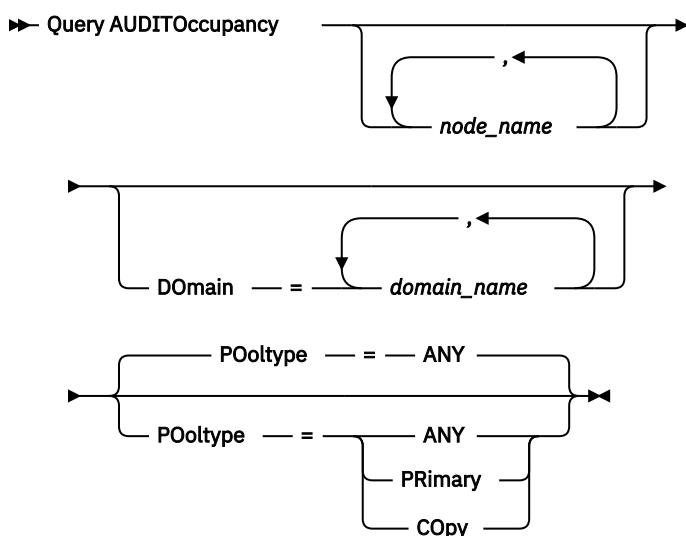 Query AUDITOccupancy
,
node_name
,
DOmain = domain_name
POoltype = ANY
POoltype = ANY
PRimary
COpy